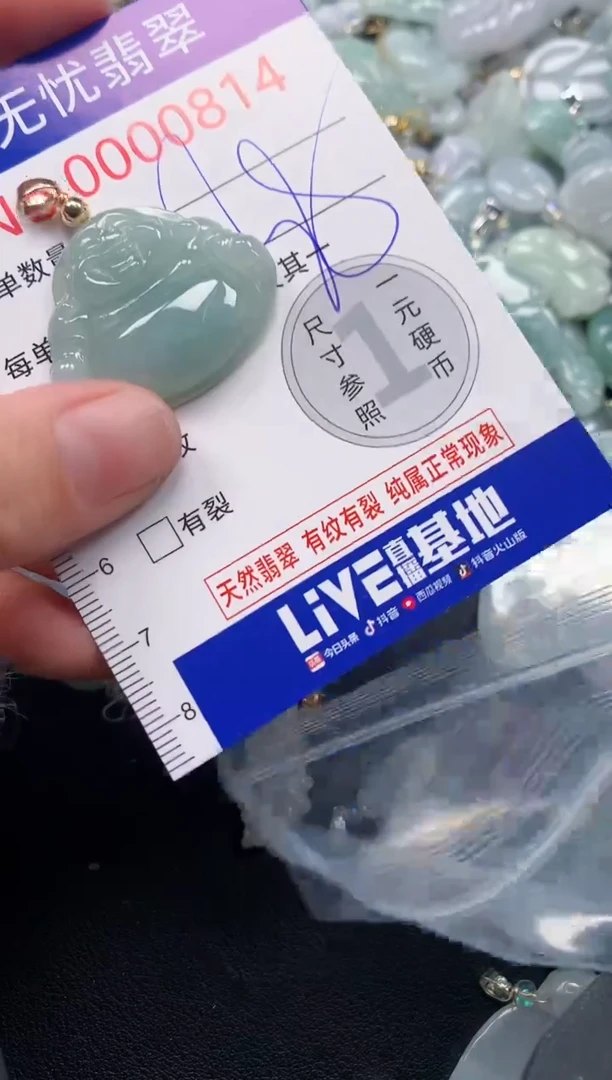 无忧翡翠
N 0000814
单数量
其一
每单
一元硬币
尺寸参照
1
有裂
6
7
8
天然翡翠 有纹有裂 纯属正常现象
LiVE直播基地
今日头条 抖音 西瓜视频 抖音火山版